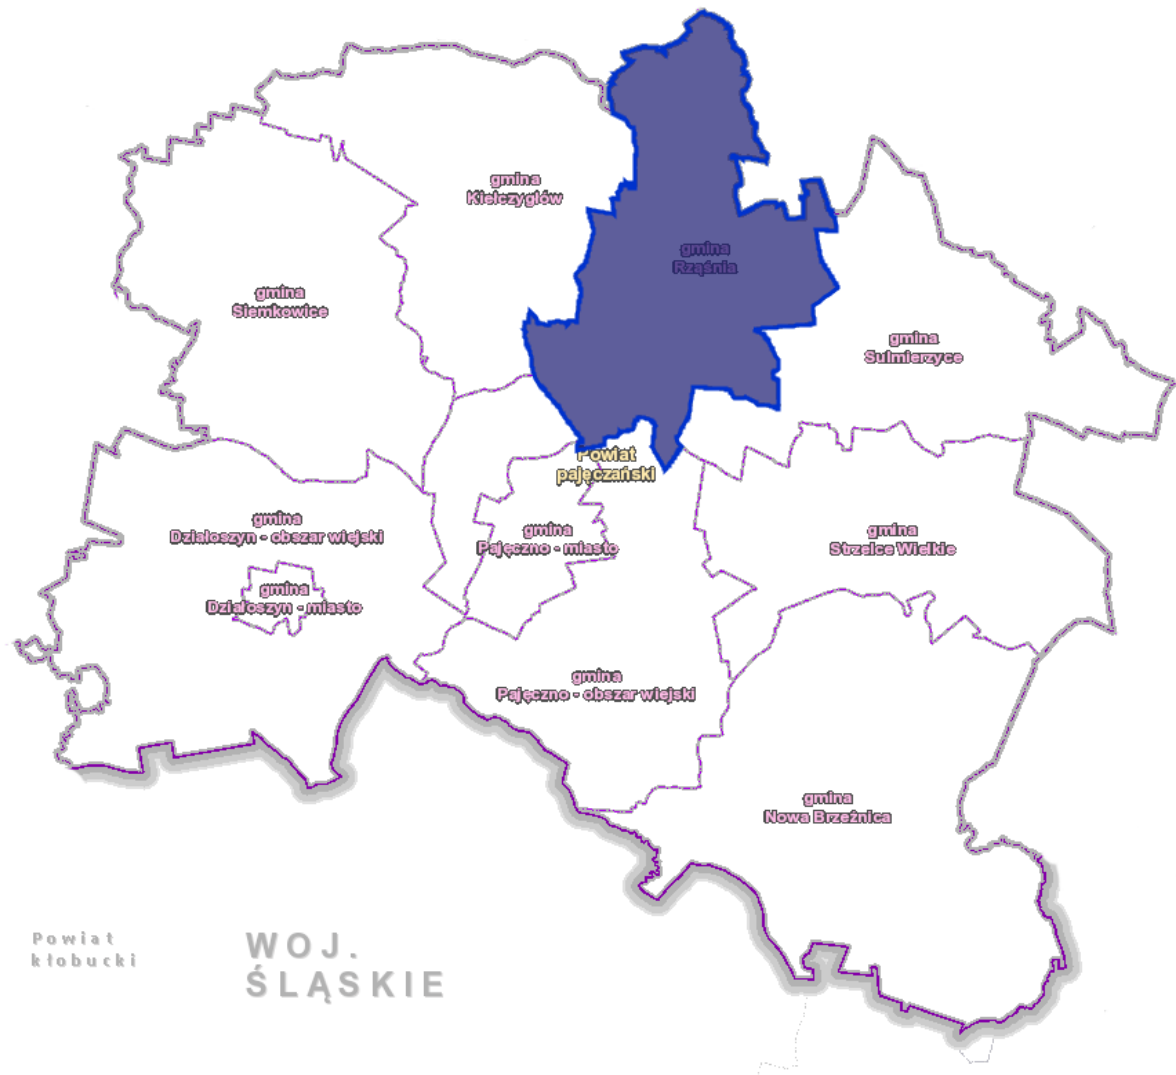 gmina
Kiełczygłów
gmina
Rząśnia
gmina
Siemkowice
gmina
Sulmierzyce
Powiat
pajęczański
gmina
Działoszyn - obszar wiejski
gmina
Pajęczno - miasto
gmina
Strzelce Wielkie
gmina
Działoszyn - miasto
gmina
Pajęczno - obszar wiejski
gmina
Nowa Brzeźnica
Powiat
kłobucki
WOJ.
ŚLĄSKIE